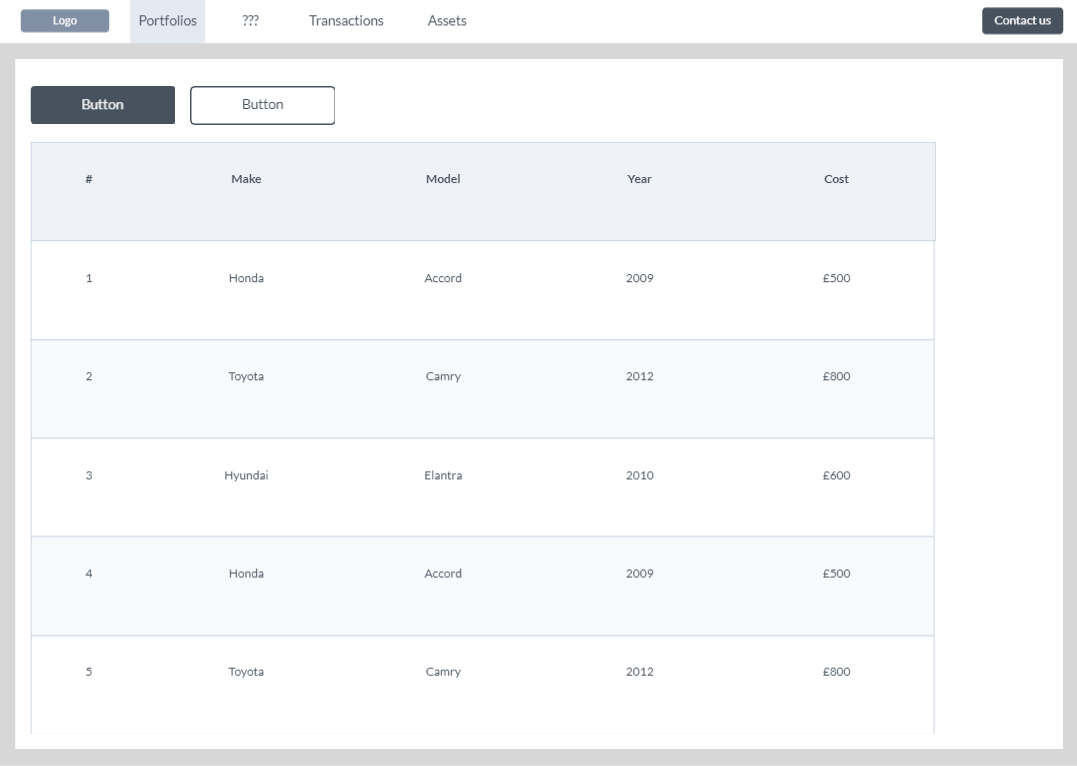 Logo Portfolios ??? Transactions Assets Contact us
Button Button
# Make Model Year Cost
1 Honda Accord 2009 £500
2 Toyota Camry 2012 £800
3 Hyundai Elantra 2010 £600
4 Honda Accord 2009 £500
5 Toyota Camry 2012 £800